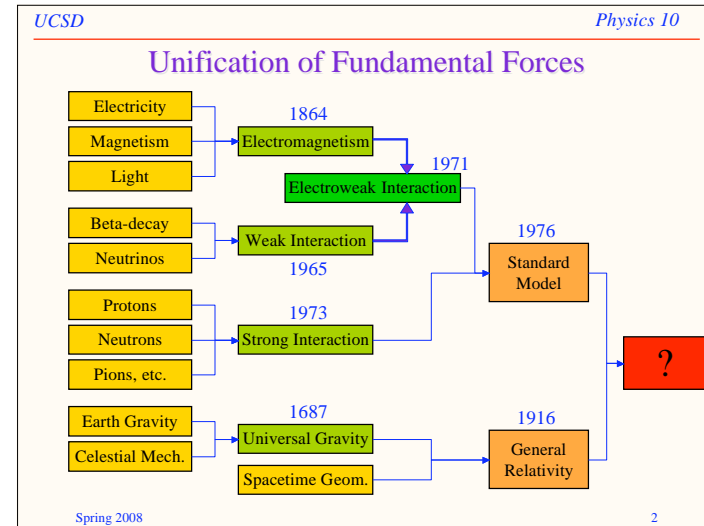 UCSD
Physics 10
Unification of Fundamental Forces
Electricity
Magnetism
Light
1864
Electromagnetism
1971
Electroweak Interaction
Beta-decay
Neutrinos
Weak Interaction
1965
1976
Standard
Model
Protons
Neutrons
Pions, etc.
1973
Strong Interaction
?
Earth Gravity
Celestial Mech.
1687
Universal Gravity
Spacetime Geom.
1916
General
Relativity
Spring 2008
2